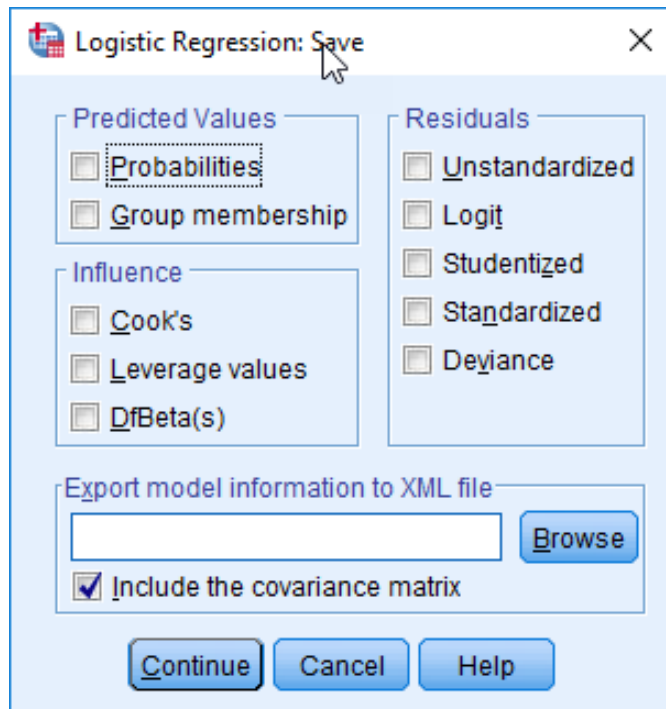 Logistic Regression: Save
Predicted Values
Probabilities
Group membership
Influence
Cook's
Leverage values
DfBeta(s)
Residuals
Unstandardized
Logit
Studentized
Standardized
Deviance
Export model information to XML file
Browse
Include the covariance matrix
Continue Cancel Help